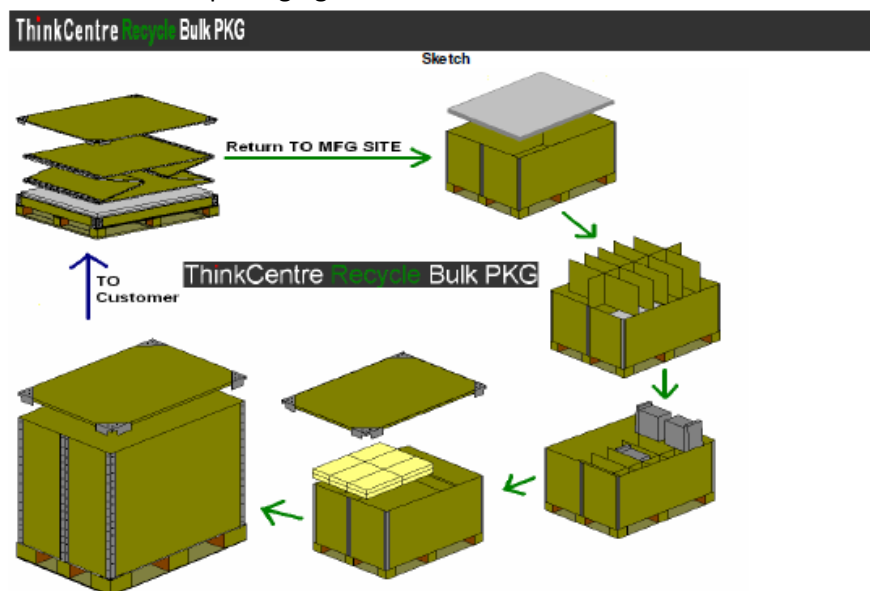 ThinkCentre Recycle Bulk PKG
Sketch
Return TO MFG SITE
ThinkCentre Recycle Bulk PKG
TO
Customer